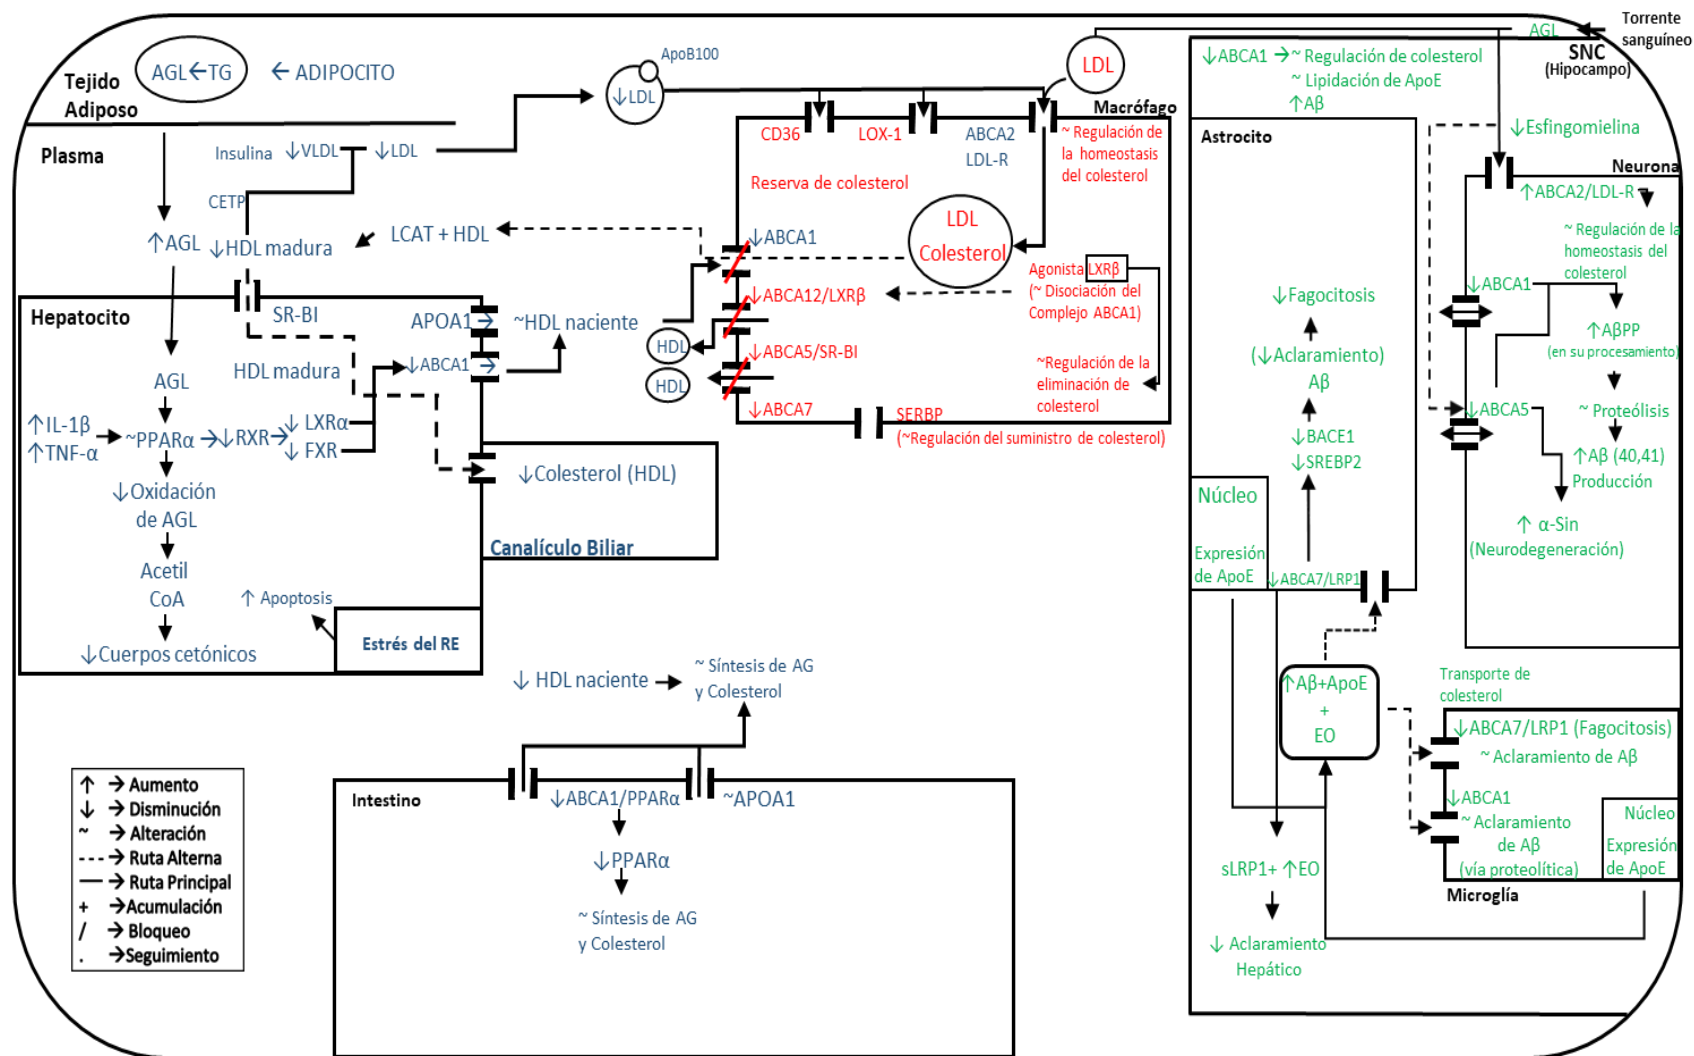 Tejido
Adiposo
AGL←TG
← ADIPOCITO
Plasma
Insulina
↓VLDL
↓LDL
CETP
↑AGL
↓HDL madura
LCAT + HDL
ApoB100
↓LDL
LDL
Hepatocito
SR-BI
HDL madura
APOA1→
~HDL naciente
↓ABCA1 →
AGL
↑IL-1β
↑TNF-α
~PPARα→↓RXR→↓LXRα
↓FXR
↓Oxidación
de AGL
Acetil
CoA
↓Cuerpos cetónicos
↑ Apoptosis
Estrés del RE
↓Colesterol (HDL)
Canalículo Biliar
Macrófago
CD36
LOX-1
ABCA2
LDL-R
~ Regulación de
la homeostasis
del colesterol
Reserva de colesterol
LDL
Colesterol
↓ABCA1
↓ABCA12/LXRβ
Agonista LXRβ
(~ Disociación del
Complejo ABCA1)
HDL
↓ABCA5/SR-BI
HDL
~Regulación de la
eliminación de
colesterol
↓ABCA7
SERBP
(~Regulación del suministro de colesterol)
↓ HDL naciente
~ Síntesis de AG
y Colesterol
Intestino
↓ABCA1/PPARα
~APOA1
↓PPARα
~ Síntesis de AG
y Colesterol
↑ → Aumento
↓ → Disminución
~ → Alteración
---- → Ruta Alterna
— → Ruta Principal
+ → Acumulación
/ → Bloqueo
. → Seguimiento
AGL
Torrente
sanguíneo
SNC
(Hipocampo)
↓ABCA1 → ~ Regulación de colesterol
~ Lipidación de ApoE
↑Aβ
Astrocito
↓Esfingomielina
Neurona
↑ABCA2/LDL-R
~ Regulación de la
homeostasis del
colesterol
↓ABCA1
↑AβPP
(en su procesamiento)
↓ABCA5
~ Proteólisis
↑Aβ (40,41)
Producción
↑ α-Sin
(Neurodegeneración)
↓Fagocitosis
(↓Aclaramiento)
Aβ
↓BACE1
↓SREBP2
Núcleo
Expresión
de ApoE
↓ABCA7/LRP1
↑Aβ+ApoE
+
EO
Transporte de
colesterol
↓ABCA7/LRP1 (Fagocitosis)
~ Aclaramiento de Aβ
↓ABCA1
~ Aclaramiento
de Aβ
(vía proteolítica)
Núcleo
Expresión
de ApoE
Microglía
sLRP1+ ↑EO
↓ Aclaramiento
Hepático